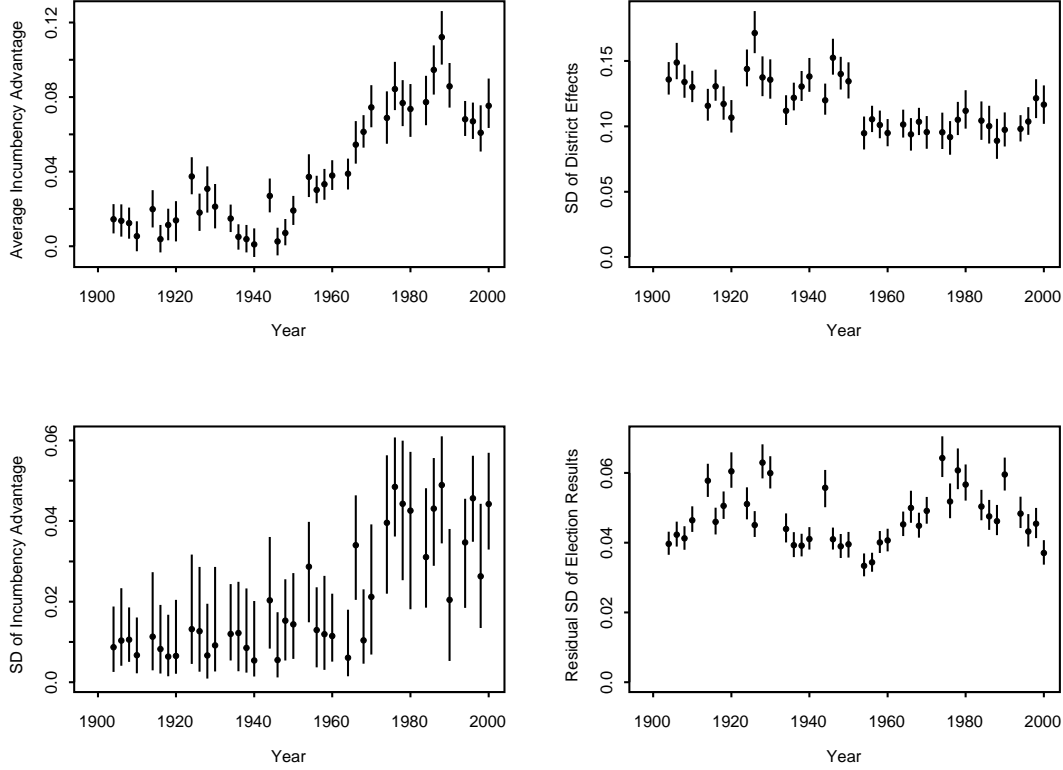 Average Incumbency Advantage
0.12
0.08
0.04
0.0
1900 1920 1940 1960 1980 2000
Year
SD of District Effects
0.15
0.10
0.05
0.0
1900 1920 1940 1960 1980 2000
Year
SD of Incumbency Advantage
0.06
0.04
0.02
0.0
1900 1920 1940 1960 1980 2000
Year
Residual SD of Election Results
0.06
0.04
0.02
0.0
1900 1920 1940 1960 1980 2000
Year